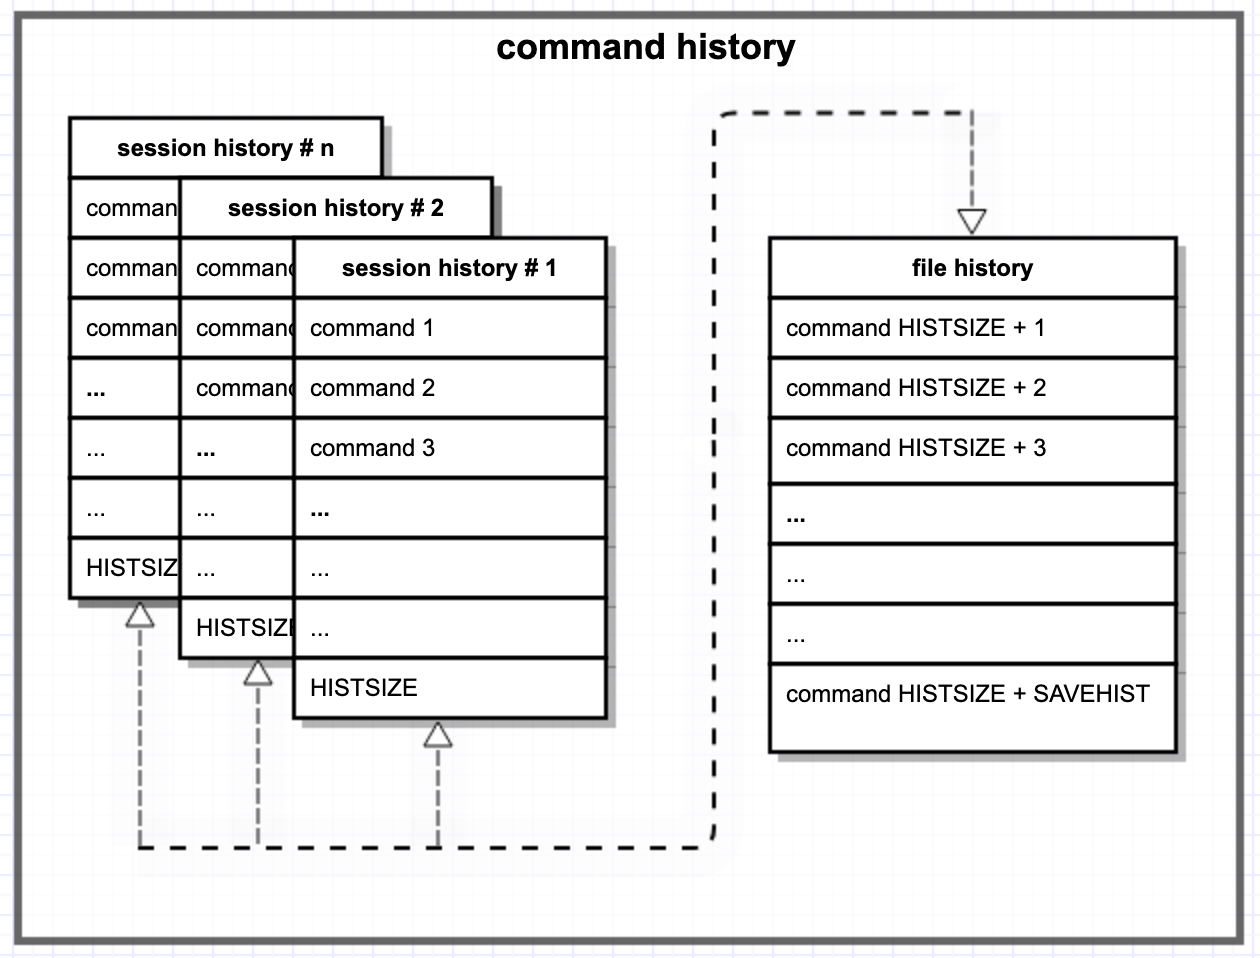 command history
session history # n
comman
comman
comman
...
...
...
HISTSIZ
session history # 2
command
command
command
...
...
...
HISTSIZE
session history # 1
command 1
command 2
command 3
...
...
...
HISTSIZE
file history
command HISTSIZE + 1
command HISTSIZE + 2
command HISTSIZE + 3
...
...
...
command HISTSIZE + SAVEHIST